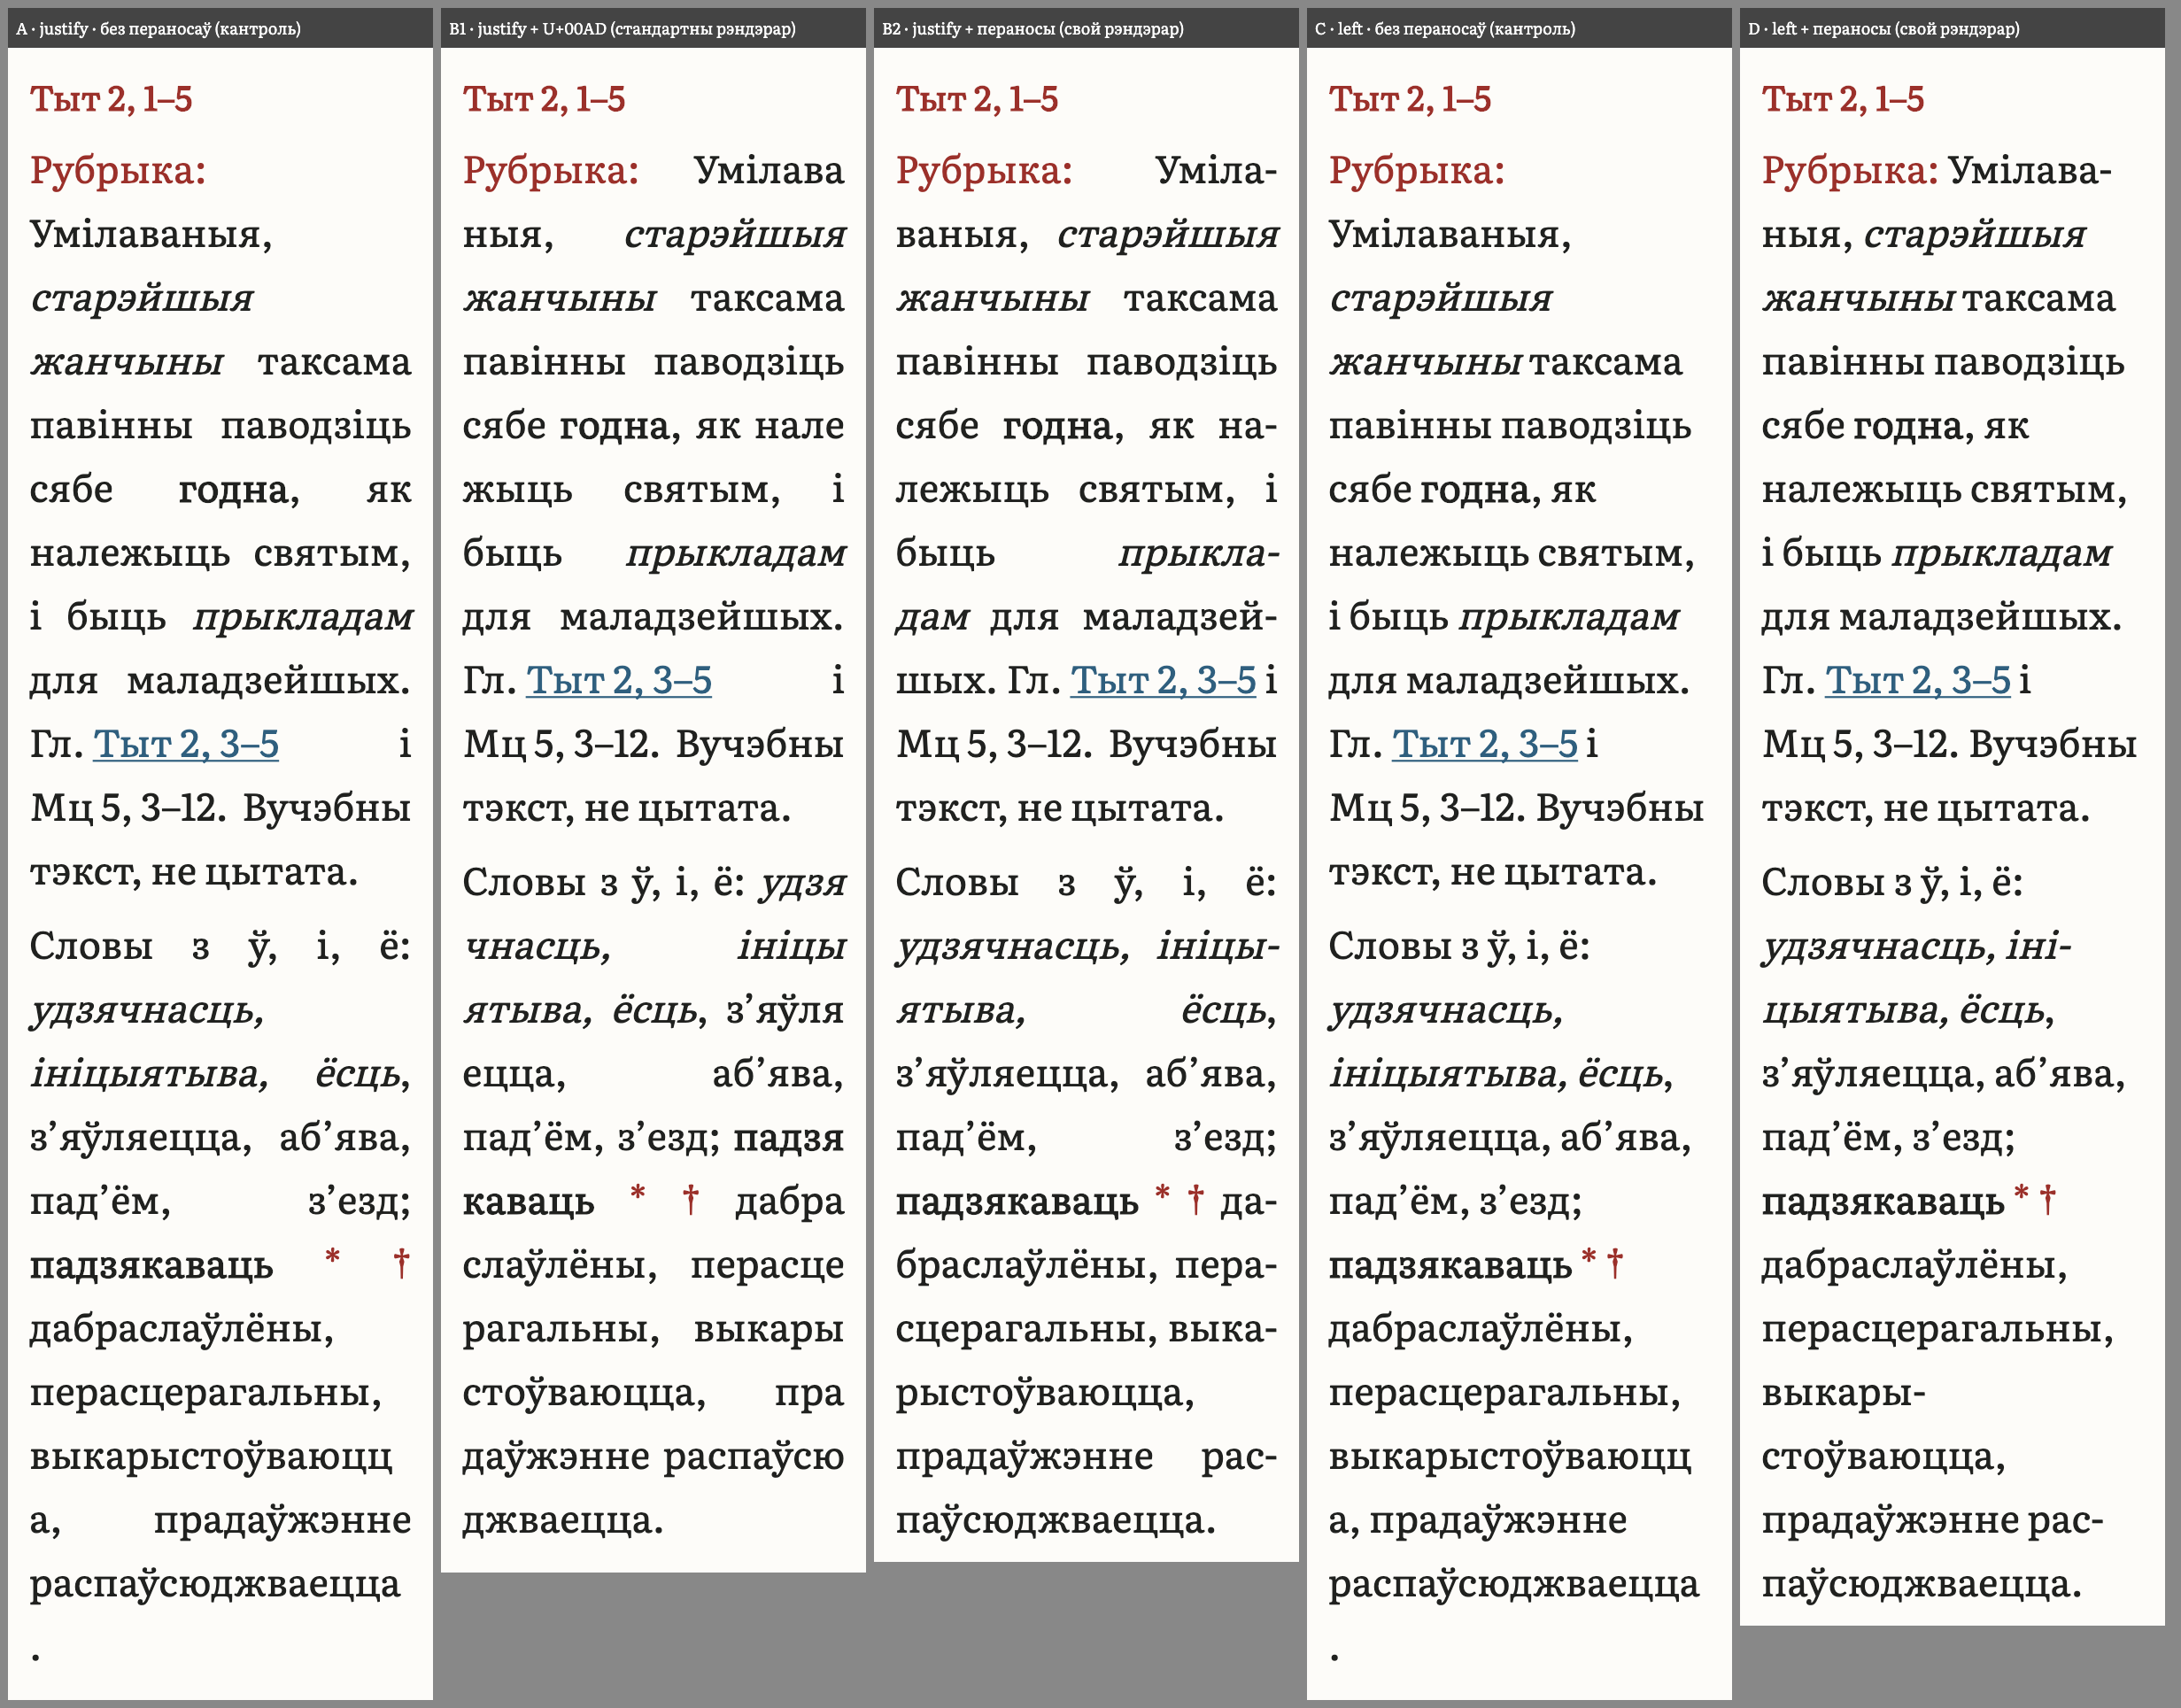 A · justify · без пераносаў (кантроль)
Тыт 2, 1–5
Рубрыка:
Умілаваныя,
старэйшыя
жанчыны таксама
павінны паводзіць
сябе годна, як
належыць святым,
і быць прыкладам
для маладзейшых.
Гл. Тыт 2, 3–5 і
Мц 5, 3–12. Вучэбны
тэкст, не цытата.
Словы з ў, і, ё:
удзячнасць,
ініцыятыва, ёсць,
з’яўляецца, аб’ява,
пад’ём, з’езд;
падзякаваць * †
дабраслаўлёны,
перасцерагальны,
выкарыстоўваюцц
а, прадаўжэнне
распаўсюджваецца
.
B1 · justify + U+00AD (стандартны рэндэрар)
Тыт 2, 1–5
Рубрыка: Умілава
ныя, старэйшыя
жанчыны таксама
павінны паводзіць
сябе годна, як нале
жыць святым, і
быць прыкладам
для маладзейшых.
Гл. Тыт 2, 3–5 і
Мц 5, 3–12. Вучэбны
тэкст, не цытата.
Словы з ў, і, ё: удзя
чнасць, ініцы
ятыва, ёсць, з’яўля
ецца, аб’ява,
пад’ём, з’езд; падзя
каваць * † дабра
слаўлёны, перасце
рагальны, выкары
стоўваюцца, пра
даўжэнне распаўсю
джваецца.
B2 · justify + пераносы (свой рэндэрар)
Тыт 2, 1–5
Рубрыка: Уміла-
ваныя, старэйшыя
жанчыны таксама
павінны паводзіць
сябе годна, як на-
лежыць святым, і
быць прыкла-
дам для маладзей-
шых. Гл. Тыт 2, 3–5 і
Мц 5, 3–12. Вучэбны
тэкст, не цытата.
Словы з ў, і, ё:
удзячнасць, ініцы-
ятыва, ёсць,
з’яўляецца, аб’ява,
пад’ём, з’езд;
падзякаваць * † да-
браслаўлёны, пера-
сцерагальны, выка-
рыстоўваюцца,
прадаўжэнне рас-
паўсюджваецца.
C · left · без пераносаў (кантроль)
Тыт 2, 1–5
Рубрыка:
Умілаваныя,
старэйшыя
жанчыны таксама
павінны паводзіць
сябе годна, як
належыць святым,
і быць прыкладам
для маладзейшых.
Гл. Тыт 2, 3–5 і
Мц 5, 3–12. Вучэбны
тэкст, не цытата.
Словы з ў, і, ё:
удзячнасць,
ініцыятыва, ёсць,
з’яўляецца, аб’ява,
пад’ём, з’езд;
падзякаваць * †
дабраслаўлёны,
перасцерагальны,
выкарыстоўваюцц
а, прадаўжэнне
распаўсюджваецца
.
D · left + пераносы (свой рэндэрар)
Тыт 2, 1–5
Рубрыка: Умілава-
ныя, старэйшыя
жанчыны таксама
павінны паводзіць
сябе годна, як
належыць святым,
і быць прыкладам
для маладзейшых.
Гл. Тыт 2, 3–5 і
Мц 5, 3–12. Вучэбны
тэкст, не цытата.
Словы з ў, і, ё:
удзячнасць, іні-
цыятыва, ёсць,
з’яўляецца, аб’ява,
пад’ём, з’езд;
падзякаваць * †
дабраслаўлёны,
перасцерагальны,
выкары-
стоўваюцца,
прадаўжэнне рас-
паўсюджваецца.